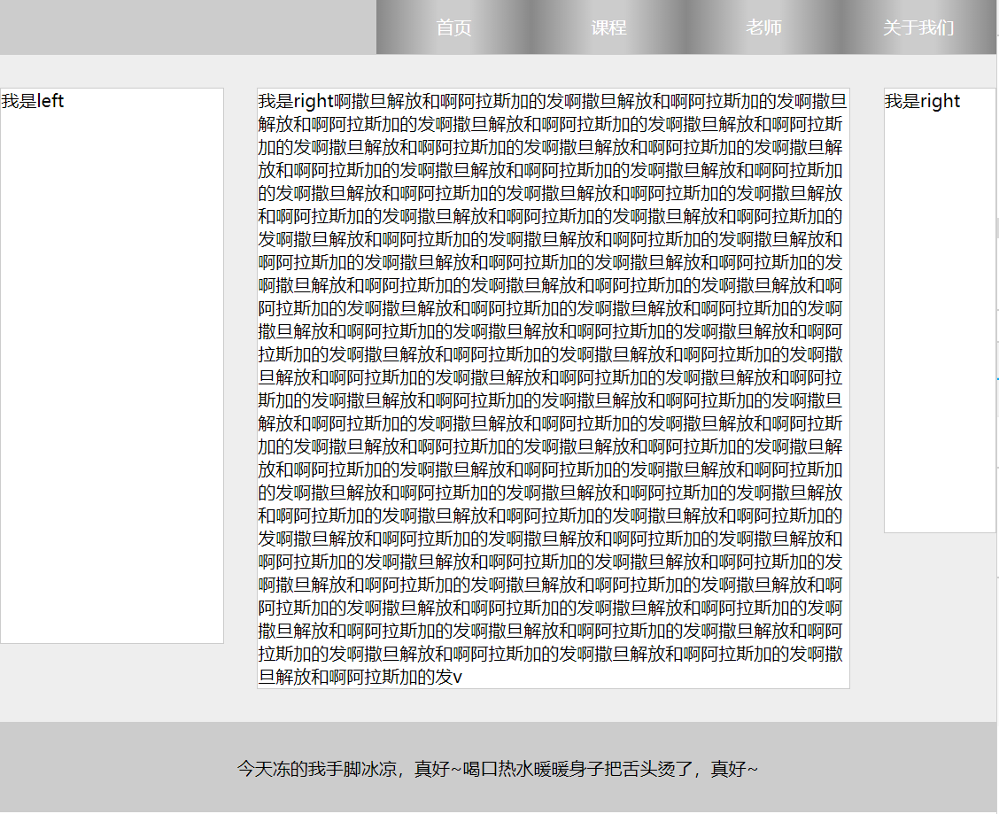 首页
课程
老师
关于我们
我是left
我是right啊撒旦解放和啊阿拉斯加的发啊撒旦解放和啊阿拉斯加的发啊撒旦
解放和啊阿拉斯加的发啊撒旦解放和啊阿拉斯加的发啊撒旦解放和啊阿拉斯
加的发啊撒旦解放和啊阿拉斯加的发啊撒旦解放和啊阿拉斯加的发啊撒旦解
放和啊阿拉斯加的发啊撒旦解放和啊阿拉斯加的发啊撒旦解放和啊阿拉斯加
的发啊撒旦解放和啊阿拉斯加的发啊撒旦解放和啊阿拉斯加的发啊撒旦解放
和啊阿拉斯加的发啊撒旦解放和啊阿拉斯加的发啊撒旦解放和啊阿拉斯加的
发啊撒旦解放和啊阿拉斯加的发啊撒旦解放和啊阿拉斯加的发啊撒旦解放和
啊阿拉斯加的发啊撒旦解放和啊阿拉斯加的发啊撒旦解放和啊阿拉斯加的发
啊撒旦解放和啊阿拉斯加的发啊撒旦解放和啊阿拉斯加的发啊撒旦解放和啊
阿拉斯加的发啊撒旦解放和啊阿拉斯加的发啊撒旦解放和啊阿拉斯加的发啊
撒旦解放和啊阿拉斯加的发啊撒旦解放和啊阿拉斯加的发啊撒旦解放和啊阿
拉斯加的发啊撒旦解放和啊阿拉斯加的发啊撒旦解放和啊阿拉斯加的发啊撒
旦解放和啊阿拉斯加的发啊撒旦解放和啊阿拉斯加的发啊撒旦解放和啊阿拉
斯加的发啊撒旦解放和啊阿拉斯加的发啊撒旦解放和啊阿拉斯加的发啊撒旦
解放和啊阿拉斯加的发啊撒旦解放和啊阿拉斯加的发啊撒旦解放和啊阿拉斯
加的发啊撒旦解放和啊阿拉斯加的发啊撒旦解放和啊阿拉斯加的发啊撒旦解
放和啊阿拉斯加的发啊撒旦解放和啊阿拉斯加的发啊撒旦解放和啊阿拉斯加
的发啊撒旦解放和啊阿拉斯加的发啊撒旦解放和啊阿拉斯加的发啊撒旦解放
和啊阿拉斯加的发啊撒旦解放和啊阿拉斯加的发啊撒旦解放和啊阿拉斯加的
发啊撒旦解放和啊阿拉斯加的发啊撒旦解放和啊阿拉斯加的发啊撒旦解放和
啊阿拉斯加的发啊撒旦解放和啊阿拉斯加的发啊撒旦解放和啊阿拉斯加的发
啊撒旦解放和啊阿拉斯加的发啊撒旦解放和啊阿拉斯加的发啊撒旦解放和啊
阿拉斯加的发啊撒旦解放和啊阿拉斯加的发啊撒旦解放和啊阿拉斯加的发啊
撒旦解放和啊阿拉斯加的发啊撒旦解放和啊阿拉斯加的发啊撒旦解放和啊阿
拉斯加的发啊撒旦解放和啊阿拉斯加的发啊撒旦解放和啊阿拉斯加的发啊撒
旦解放和啊阿拉斯加的发v
我是right
今天冻的我手脚冰凉，真好~喝口热水暖暖身子把舌头烫了，真好~